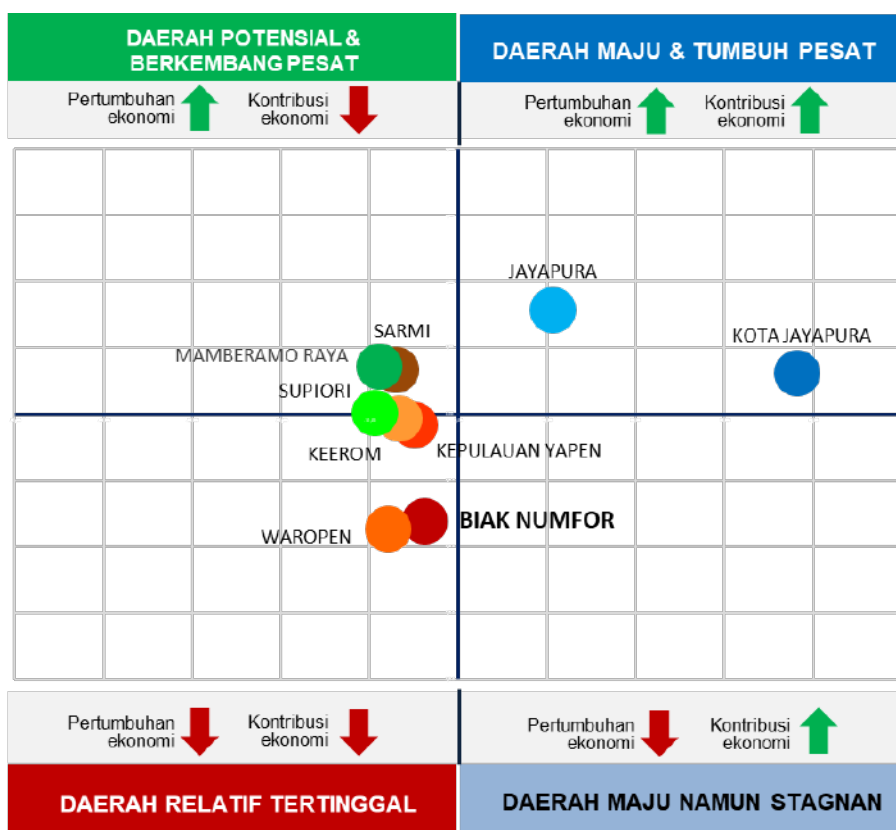 DAERAH POTENSIAL &
BERKEMBANG PESAT
DAERAH MAJU & TUMBUH PESAT
Pertumbuhan
ekonomi
Kontribusi
ekonomi
Pertumbuhan
ekonomi
Kontribusi
ekonomi
JAYAPURA
SARMI
KOTA JAYAPURA
MAMBERAMO RAYA
SUPIORI
KEEROM
KEPULAUAN YAPEN
BIAK NUMFOR
WAROPEN
Pertumbuhan
ekonomi
Kontribusi
ekonomi
Pertumbuhan
ekonomi
Kontribusi
ekonomi
DAERAH RELATIF TERTINGGAL
DAERAH MAJU NAMUN STAGNAN